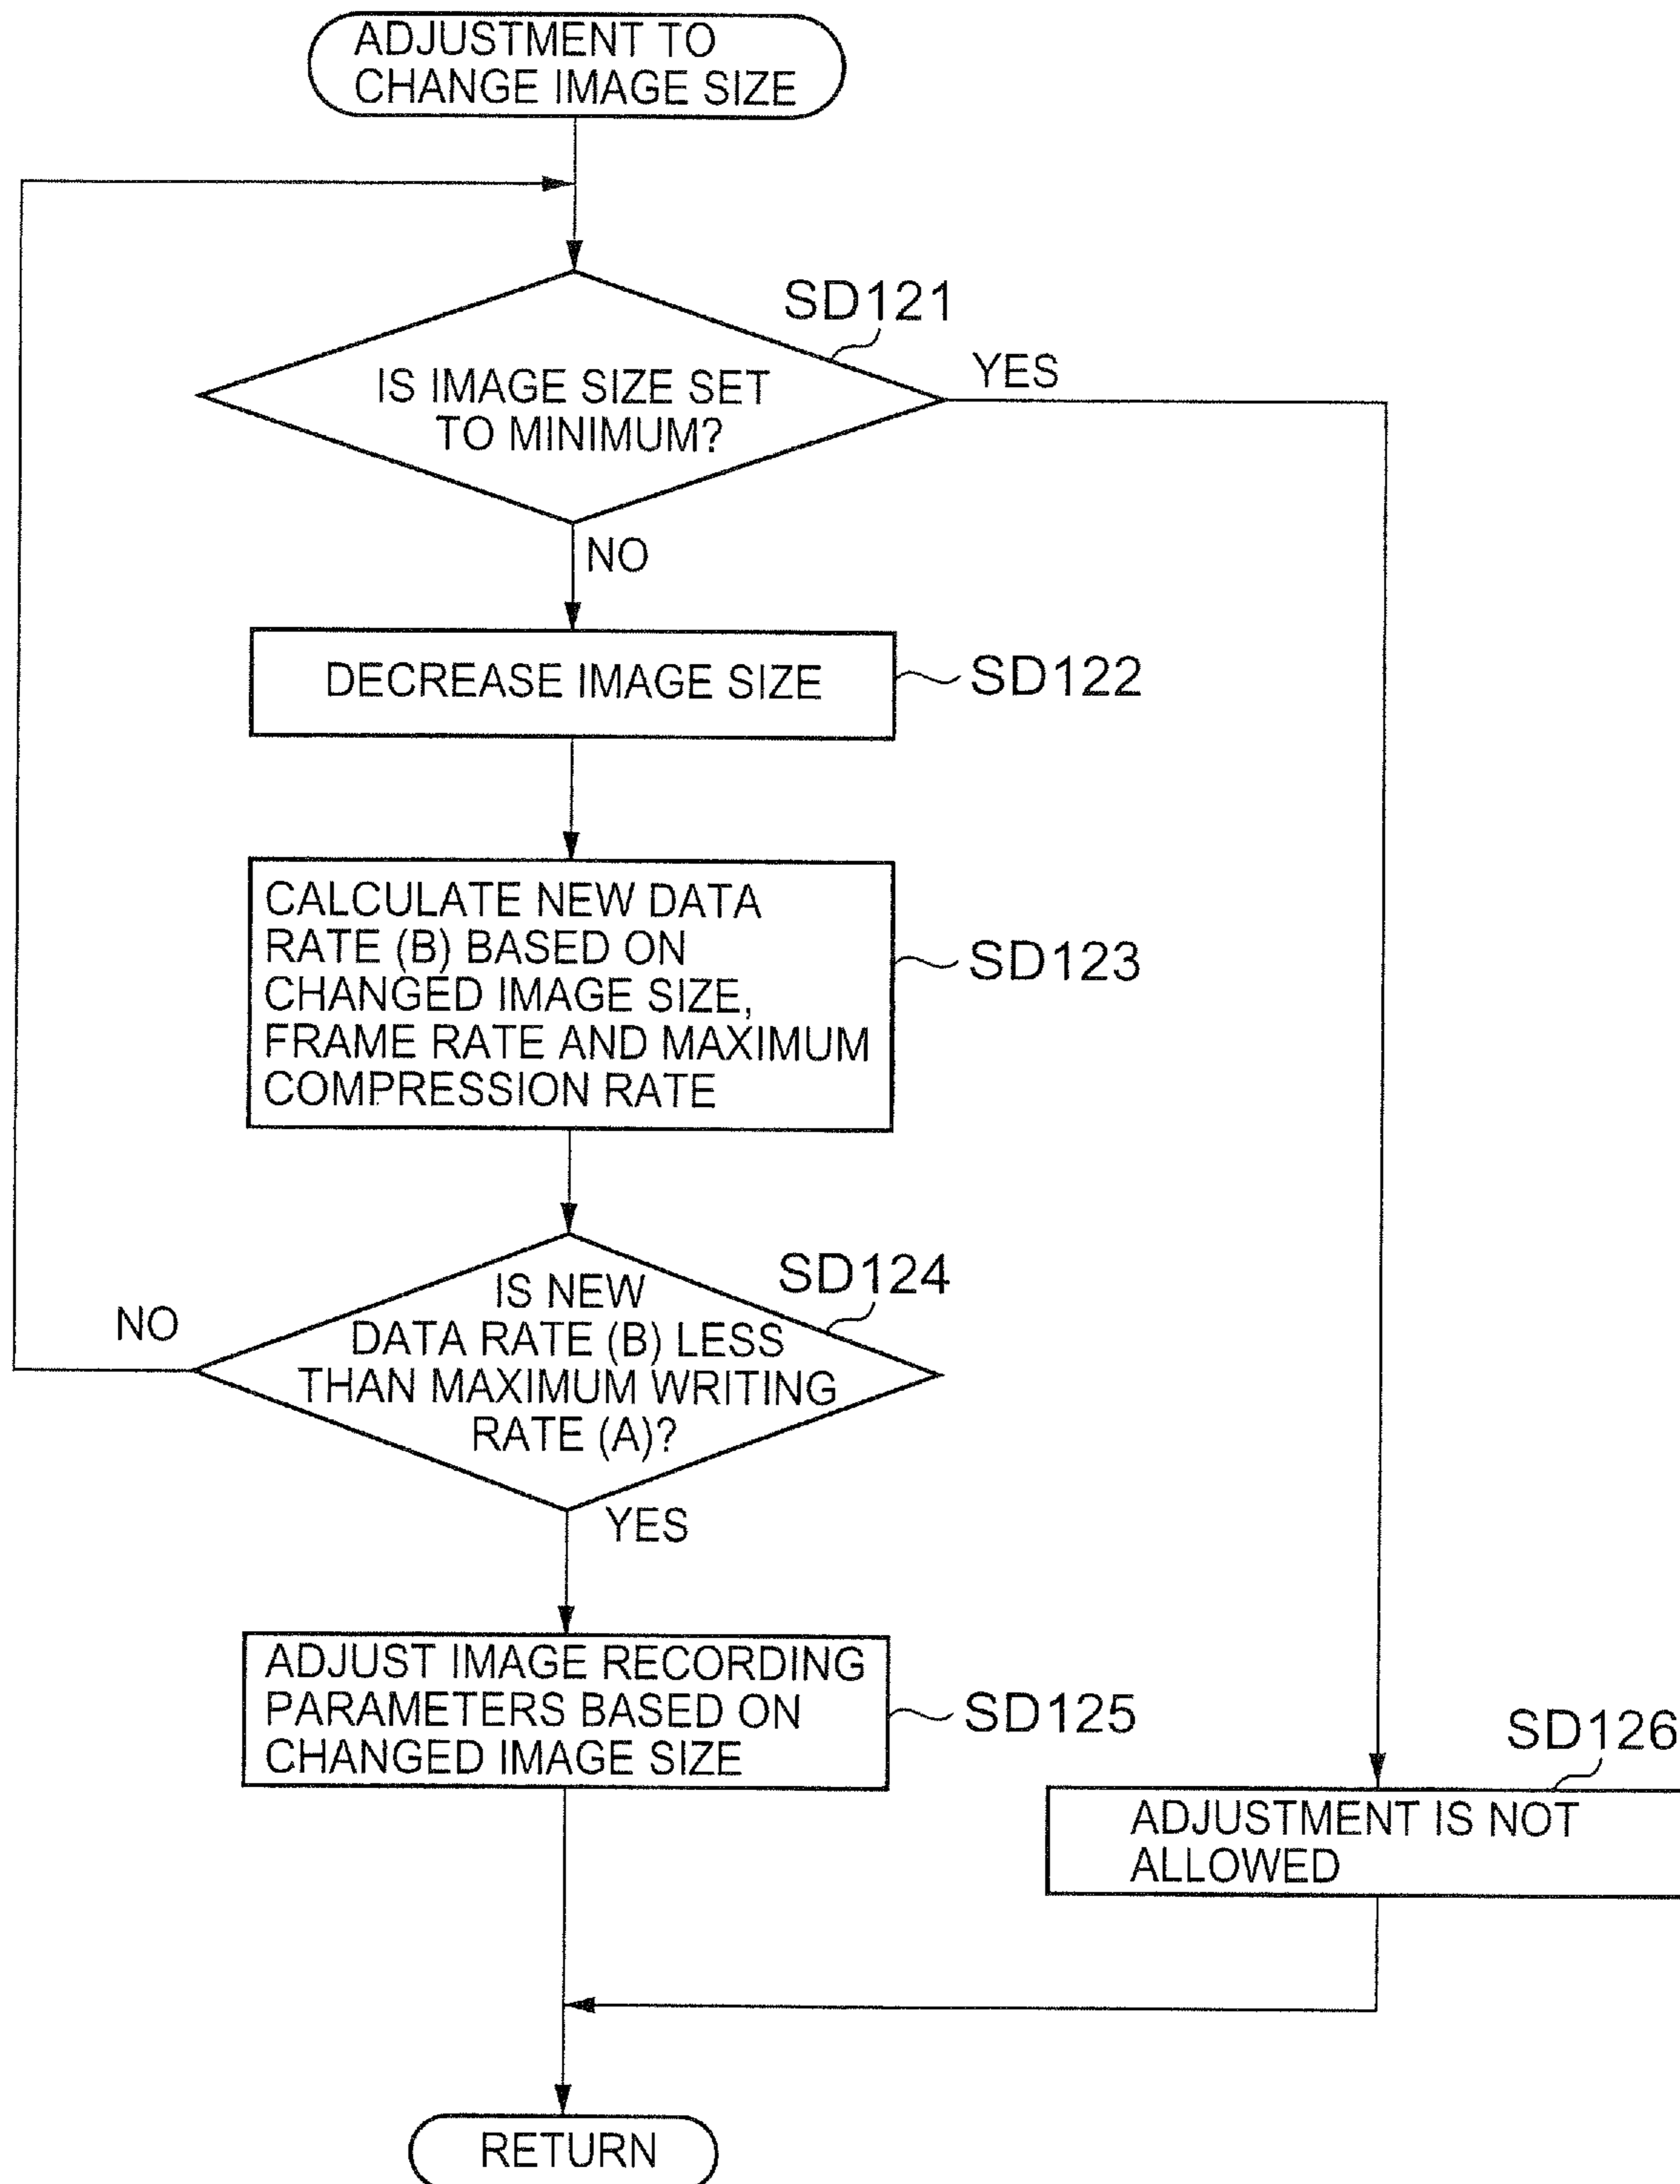 ADJUSTMENT TO
CHANGE IMAGE SIZE
SD121
YES
IS IMAGE SIZE SET
TO MINIMUM?
NO
DECREASE IMAGE SIZE
SD122
CALCULATE NEW DATA
RATE (B) BASED ON
CHANGED IMAGE SIZE,
FRAME RATE AND MAXIMUM
COMPRESSION RATE
SD123
SD124
NO
IS NEW
DATA RATE (B) LESS
THAN MAXIMUM WRITING
RATE (A)?
YES
ADJUST IMAGE RECORDING
PARAMETERS BASED ON
CHANGED IMAGE SIZE
SD125
SD126
ADJUSTMENT IS NOT
ALLOWED
RETURN